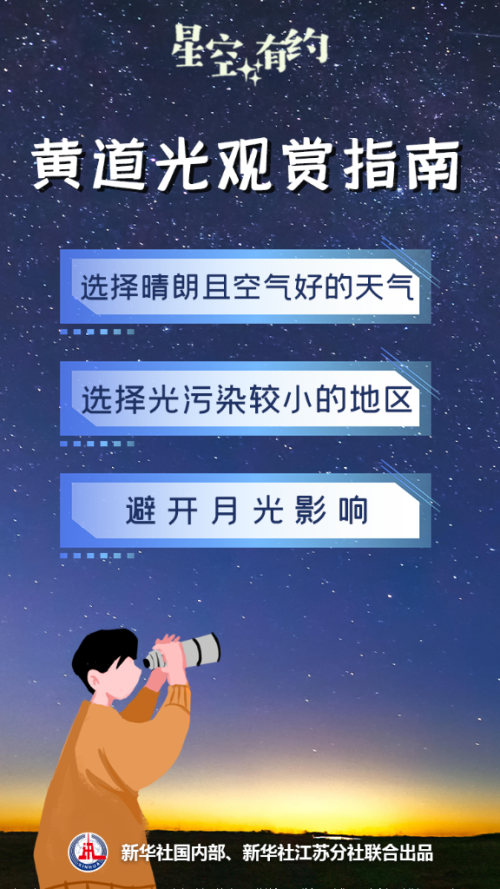 星空有约
黄道光观赏指南
选择晴朗且空气好的天气
选择光污染较小的地区
避开月光影响
新华社国内部、新华社江苏分社联合出品